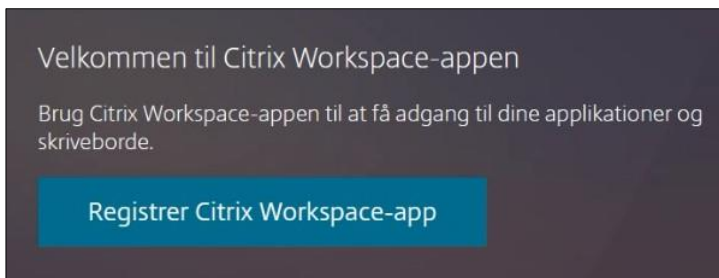 Velkommen til Citrix Workspace-appen
Brug Citrix Workspace-appen til at få adgang til dine applikationer og
skriveborde.
Registrer Citrix Workspace-app